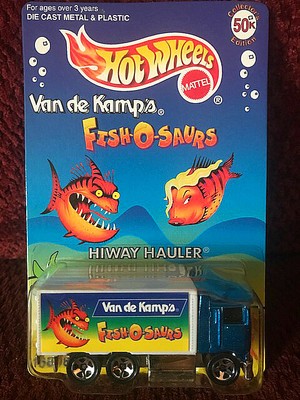 For ages over 3 years
DIE CAST METAL & PLASTIC
Collector's
50K
Edition
Hot Wheels
MATTEL
®
Van de Kamp's®
FISH-O-SAURS
HIWAY HAULER®
Van de Kamp's
FISH-O-SAURS